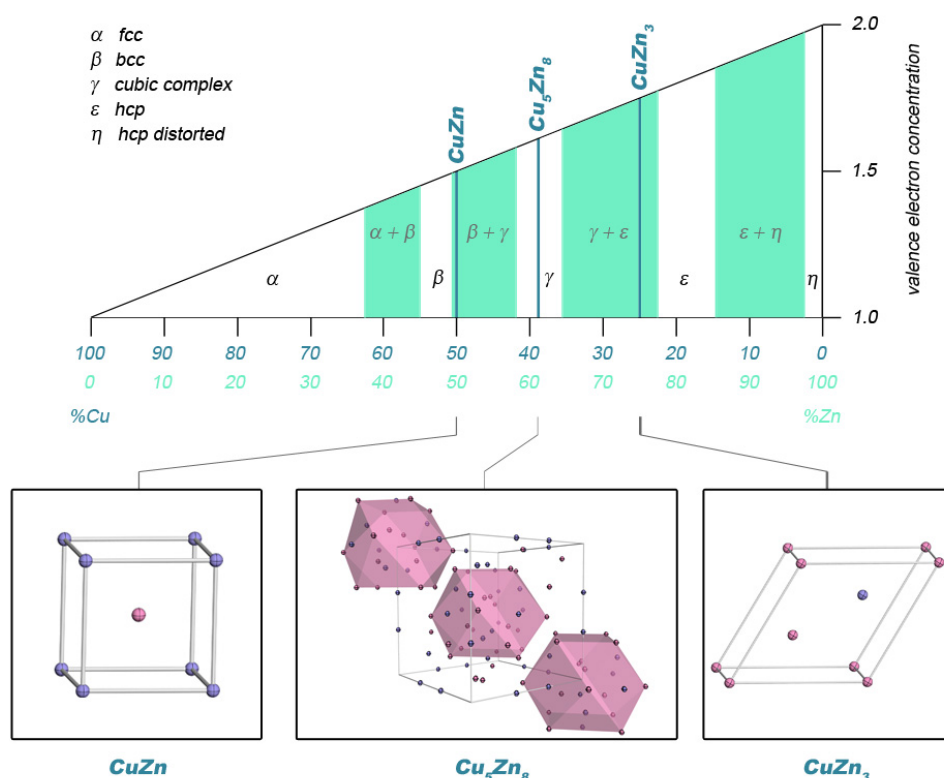 α fcc
β bcc
γ cubic complex
ε hcp
η hcp distorted
CuZn
Cu₅Zn₈
CuZn₃
2.0
1.5
1.0
valence electron concentration
α
α + β
β
β + γ
γ
γ + ε
ε
ε + η
η
100 90 80 70 60 50 40 30 20 10 0
0 10 20 30 40 50 60 70 80 90 100
%Cu %Zn
CuZn Cu₅Zn₈ CuZn₃